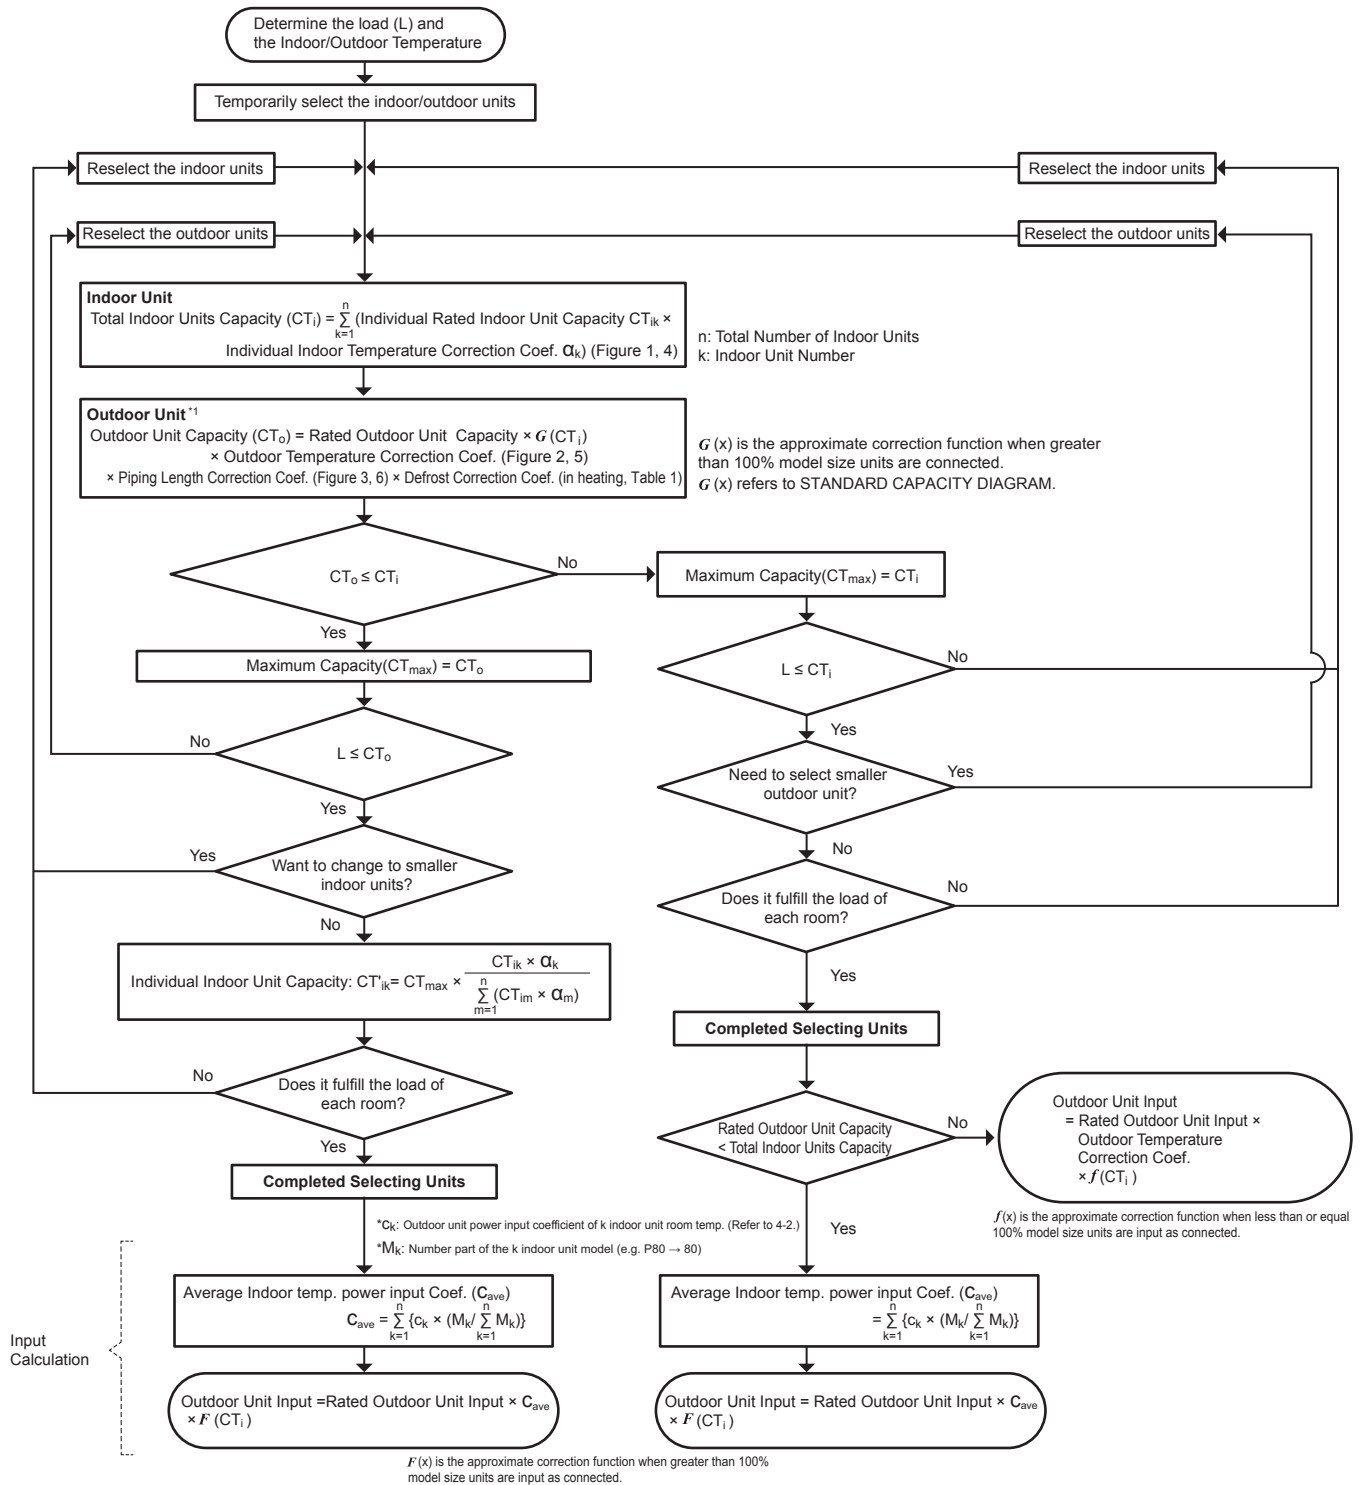 Determine the load (L) and
the Indoor/Outdoor Temperature
Temporarily select the indoor/outdoor units
Reselect the indoor units
Reselect the indoor units
Reselect the outdoor units
Reselect the outdoor units
Indoor Unit
Total Indoor Units Capacity (CTi) = n Σ k=1 (Individual Rated Indoor Unit Capacity CTik ×
Individual Indoor Temperature Correction Coef. αk) (Figure 1, 4)
n: Total Number of Indoor Units
k: Indoor Unit Number
Outdoor Unit *1
Outdoor Unit Capacity (CTo) = Rated Outdoor Unit Capacity × G (CTi)
× Outdoor Temperature Correction Coef. (Figure 2, 5)
× Piping Length Correction Coef. (Figure 3, 6) × Defrost Correction Coef. (in heating, Table 1)
G (x) is the approximate correction function when greater
than 100% model size units are connected.
G (x) refers to STANDARD CAPACITY DIAGRAM.
CTo ≤ CTi
No
Yes
Maximum Capacity(CTmax) = CTi
Maximum Capacity(CTmax) = CTo
L ≤ CTi
No
Yes
L ≤ CTo
No
Yes
Need to select smaller
outdoor unit?
Yes
No
Want to change to smaller
indoor units?
Yes
No
Does it fulfill the load of
each room?
No
Yes
Individual Indoor Unit Capacity: CT'ik= CTmax × CTik × αk
n Σ m=1 (CTim × αm)
Completed Selecting Units
Does it fulfill the load of
each room?
No
Yes
Rated Outdoor Unit Capacity
< Total Indoor Units Capacity
No
Yes
Outdoor Unit Input
= Rated Outdoor Unit Input ×
Outdoor Temperature
Correction Coef.
× f (CTi )
f (x) is the approximate correction function when less than or equal
100% model size units are input as connected.
Completed Selecting Units
*ck: Outdoor unit power input coefficient of k indoor unit room temp. (Refer to 4-2.)
*Mk: Number part of the k indoor unit model (e.g. P80 → 80)
Input
Calculation
Average Indoor temp. power input Coef. (Cave)
Cave = n Σ k=1 {ck × (Mk/ n Σ k=1 Mk)}
Average Indoor temp. power input Coef. (Cave)
= n Σ k=1 {ck × (Mk/ n Σ k=1 Mk)}
Outdoor Unit Input =Rated Outdoor Unit Input × Cave
× F (CTi )
Outdoor Unit Input = Rated Outdoor Unit Input × Cave
× F (CTi )
F (x) is the approximate correction function when greater than 100%
model size units are input as connected.